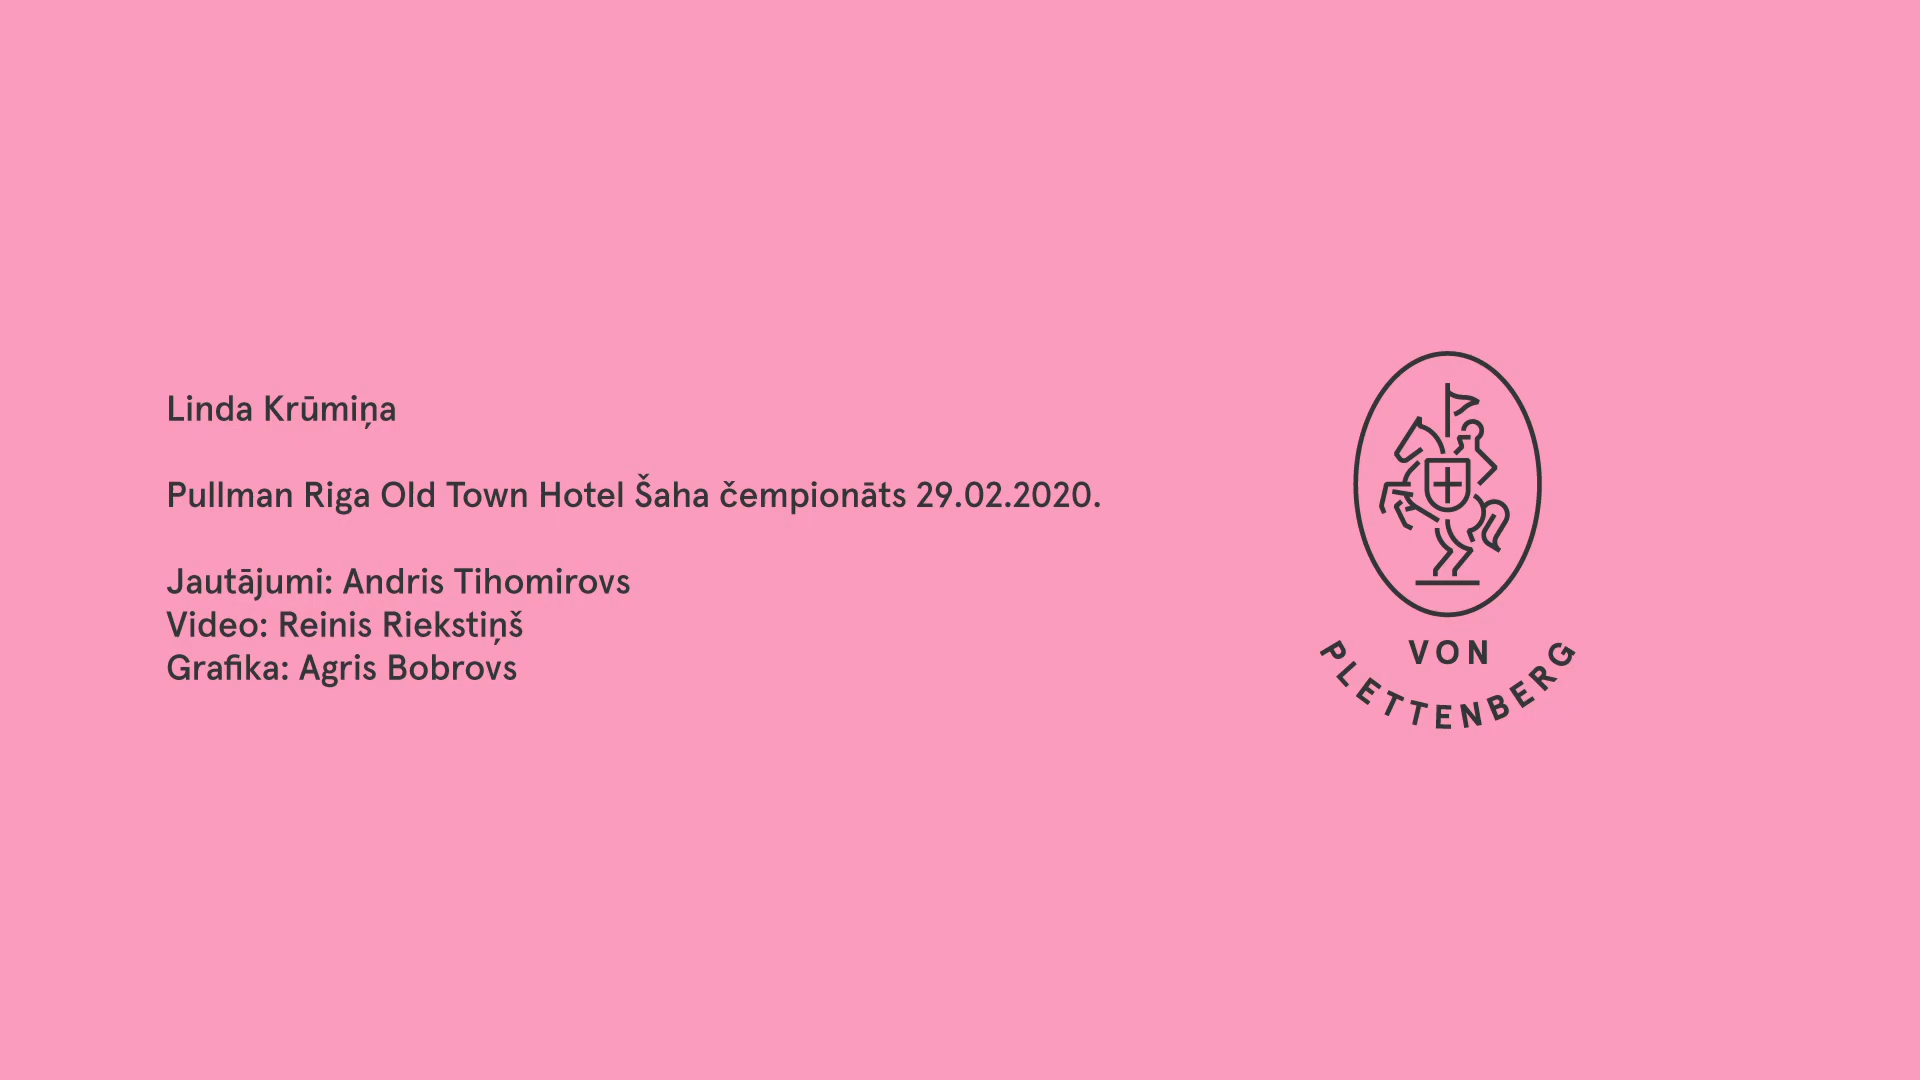 Linda Krūmiņa
Pullman Riga Old Town Hotel Šaha čempionāts 29.02.2020.
Jautājumi: Andris Tihomirovs
Video: Reinis Riekstiņš
Grafika: Agris Bobrovs
VON
PLETTENBERG